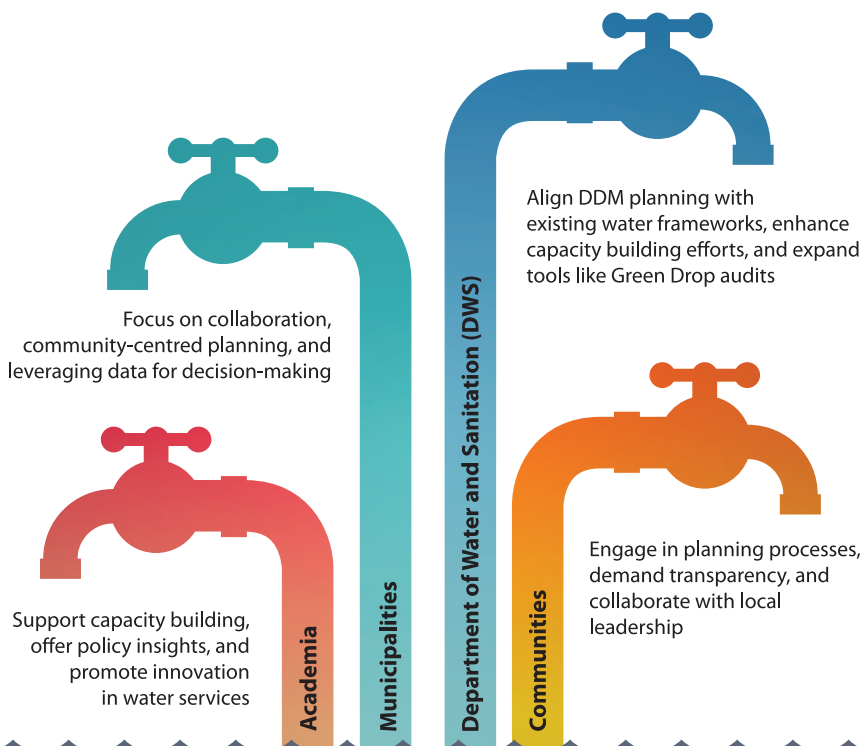 Align DDM planning with
existing water frameworks, enhance
capacity building efforts, and expand
tools like Green Drop audits
Focus on collaboration,
community-centred planning, and
leveraging data for decision-making
Engage in planning processes,
demand transparency, and
collaborate with local
leadership
Support capacity building,
offer policy insights, and
promote innovation
in water services
Academia
Municipalities
Department of Water and Sanitation (DWS)
Communities